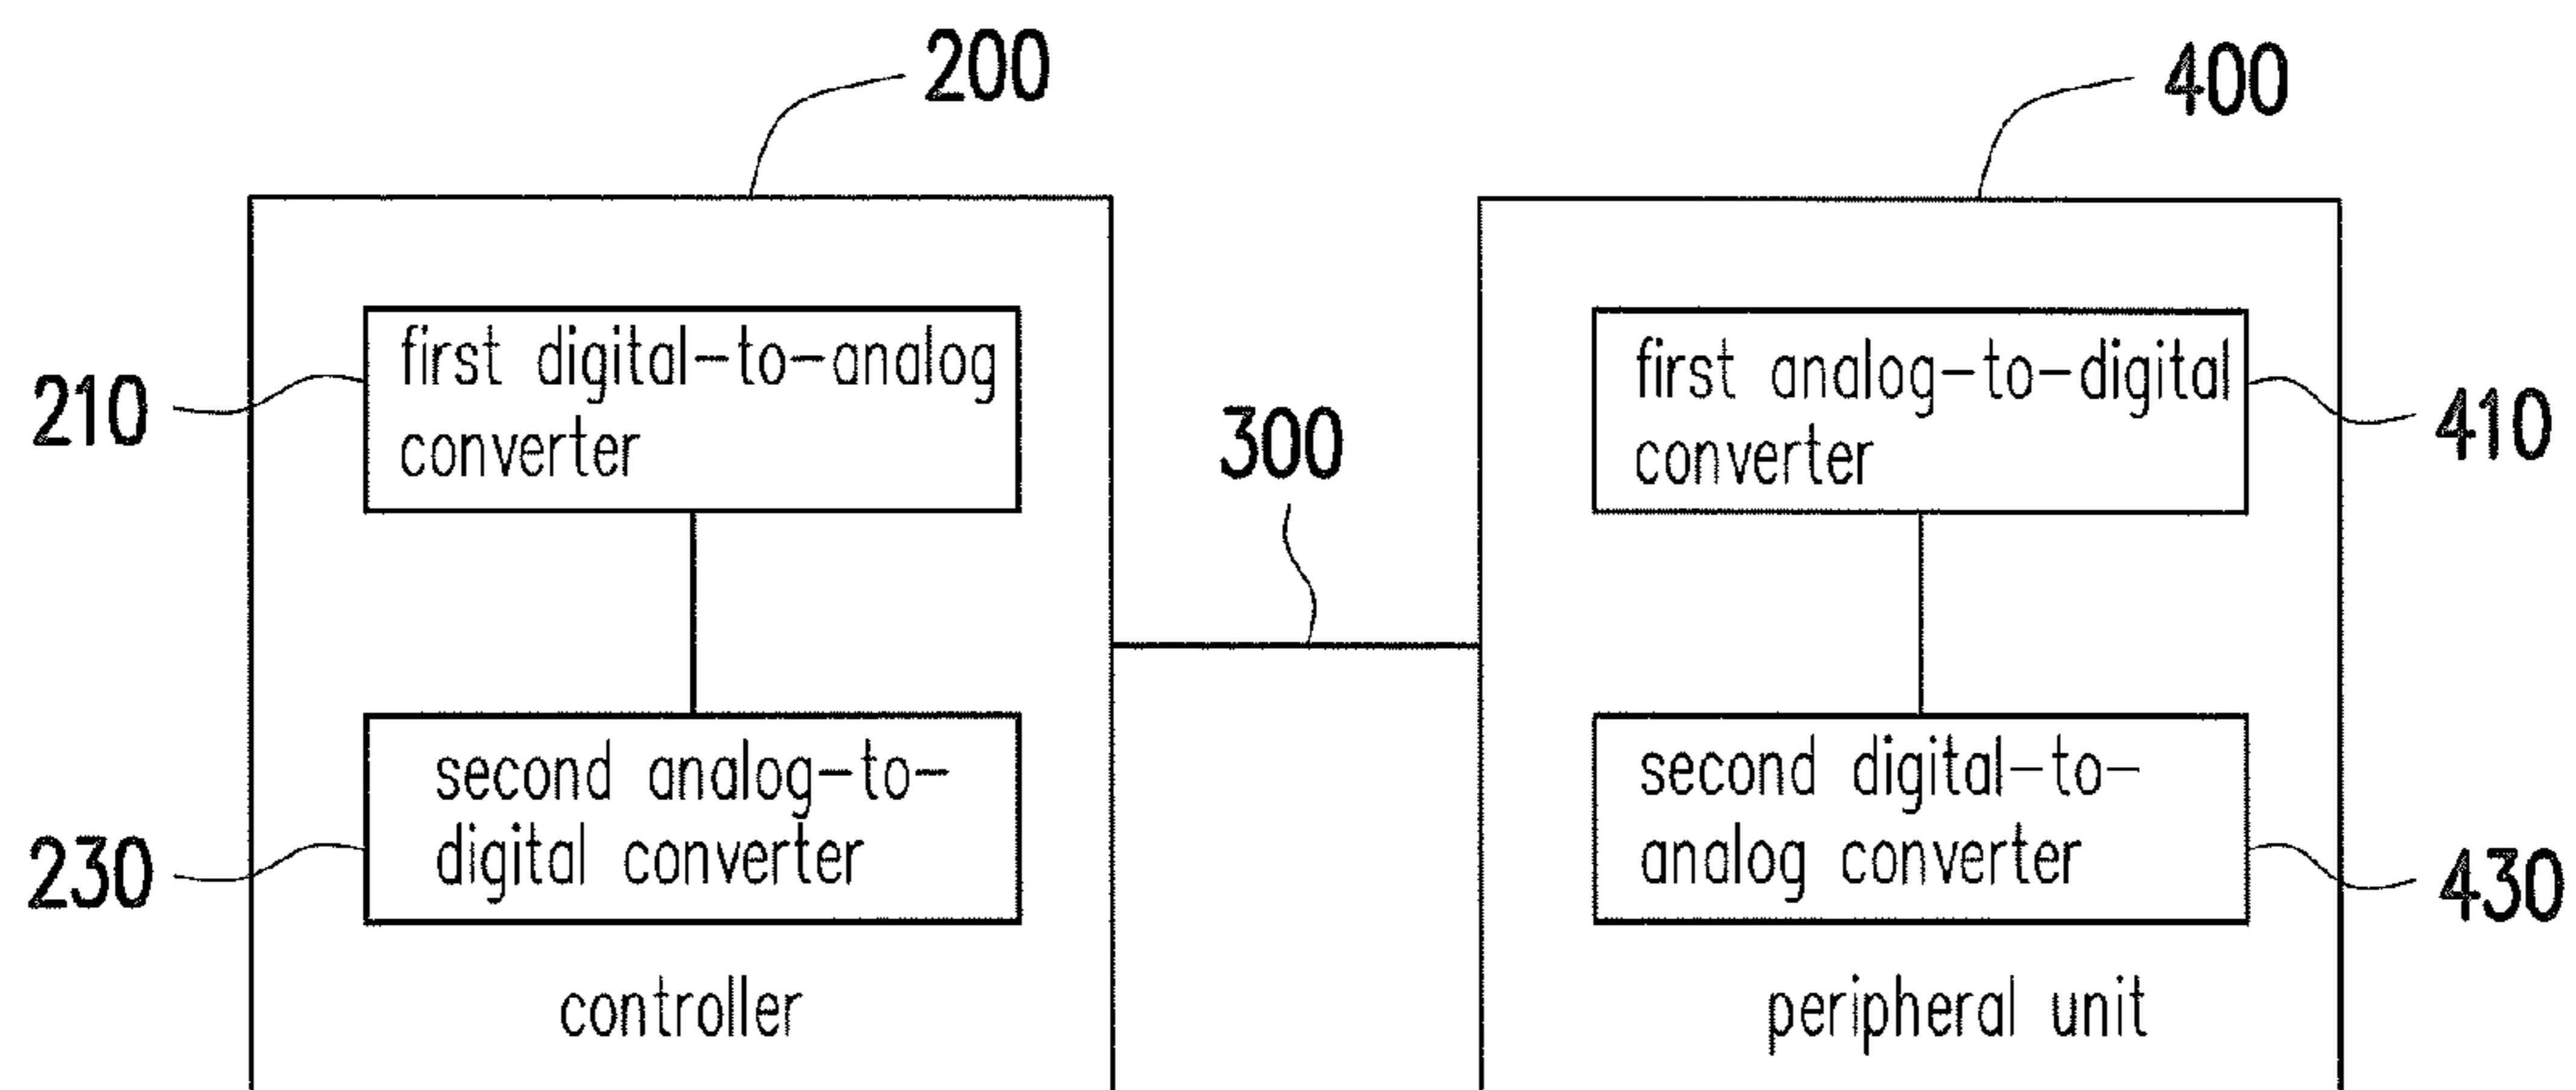 200
400
first digital-to-analog
converter
210
first analog-to-digital
converter
410
300
second analog-to-
digital converter
230
second digital-to-
analog converter
430
controller
peripheral unit